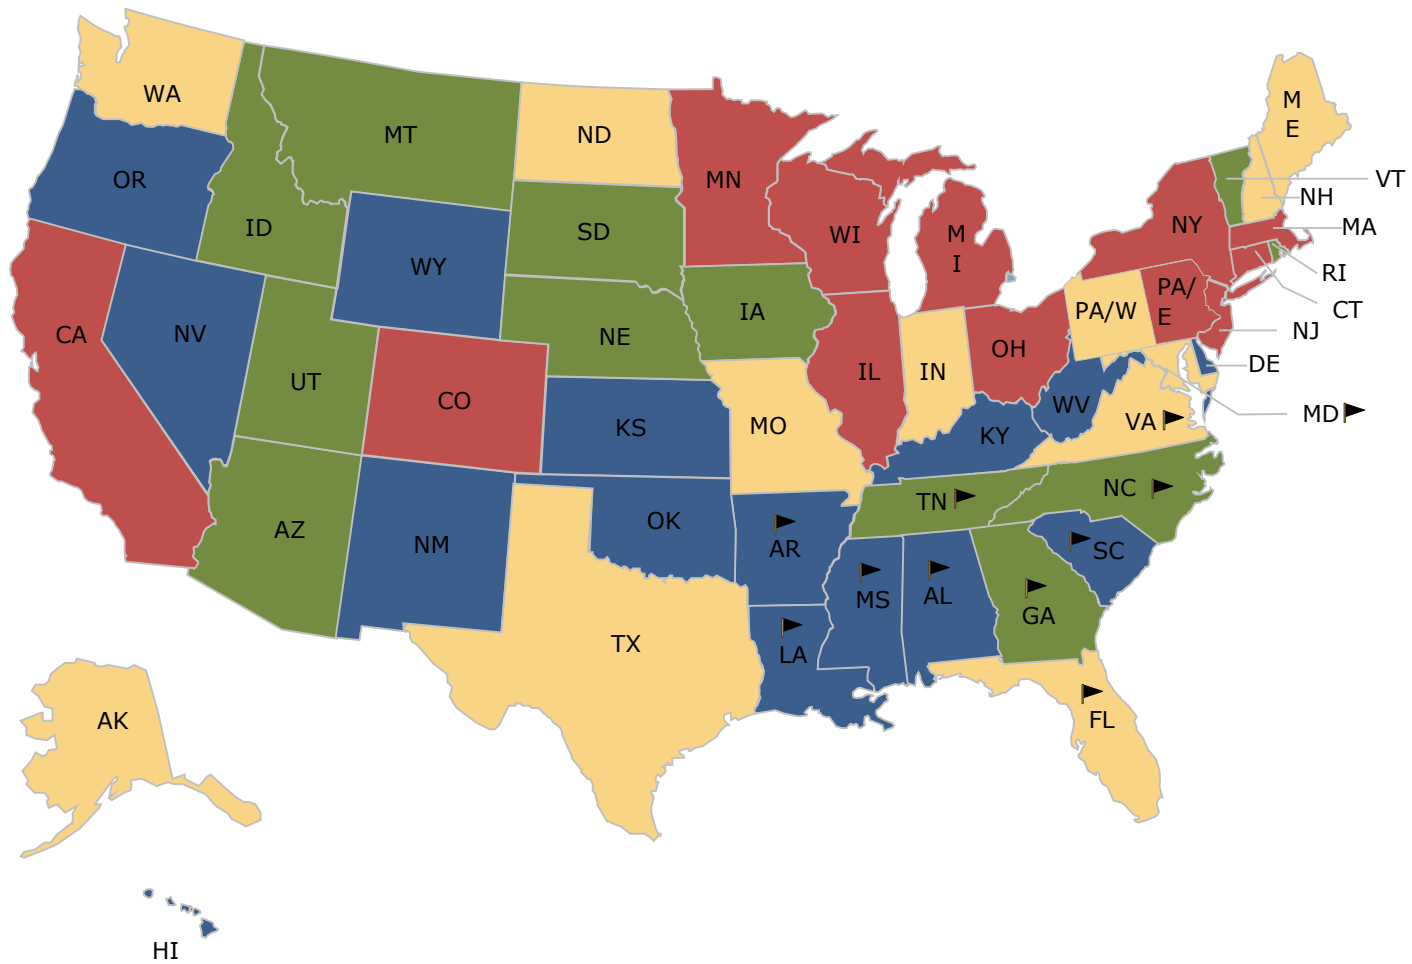 WA
MT
ND
MN
M
E
OR
ID
SD
WI
M
I
NY
VT
NH
MA
WY
RI
CT
CA
NV
NE
IA
PA/W
PA/
E
NJ
UT
CO
IL
IN
OH
DE
KS
MO
KY
WV
VA
MD
AZ
NM
OK
AR
TN
NC
SC
MS
AL
GA
TX
LA
FL
AK
HI